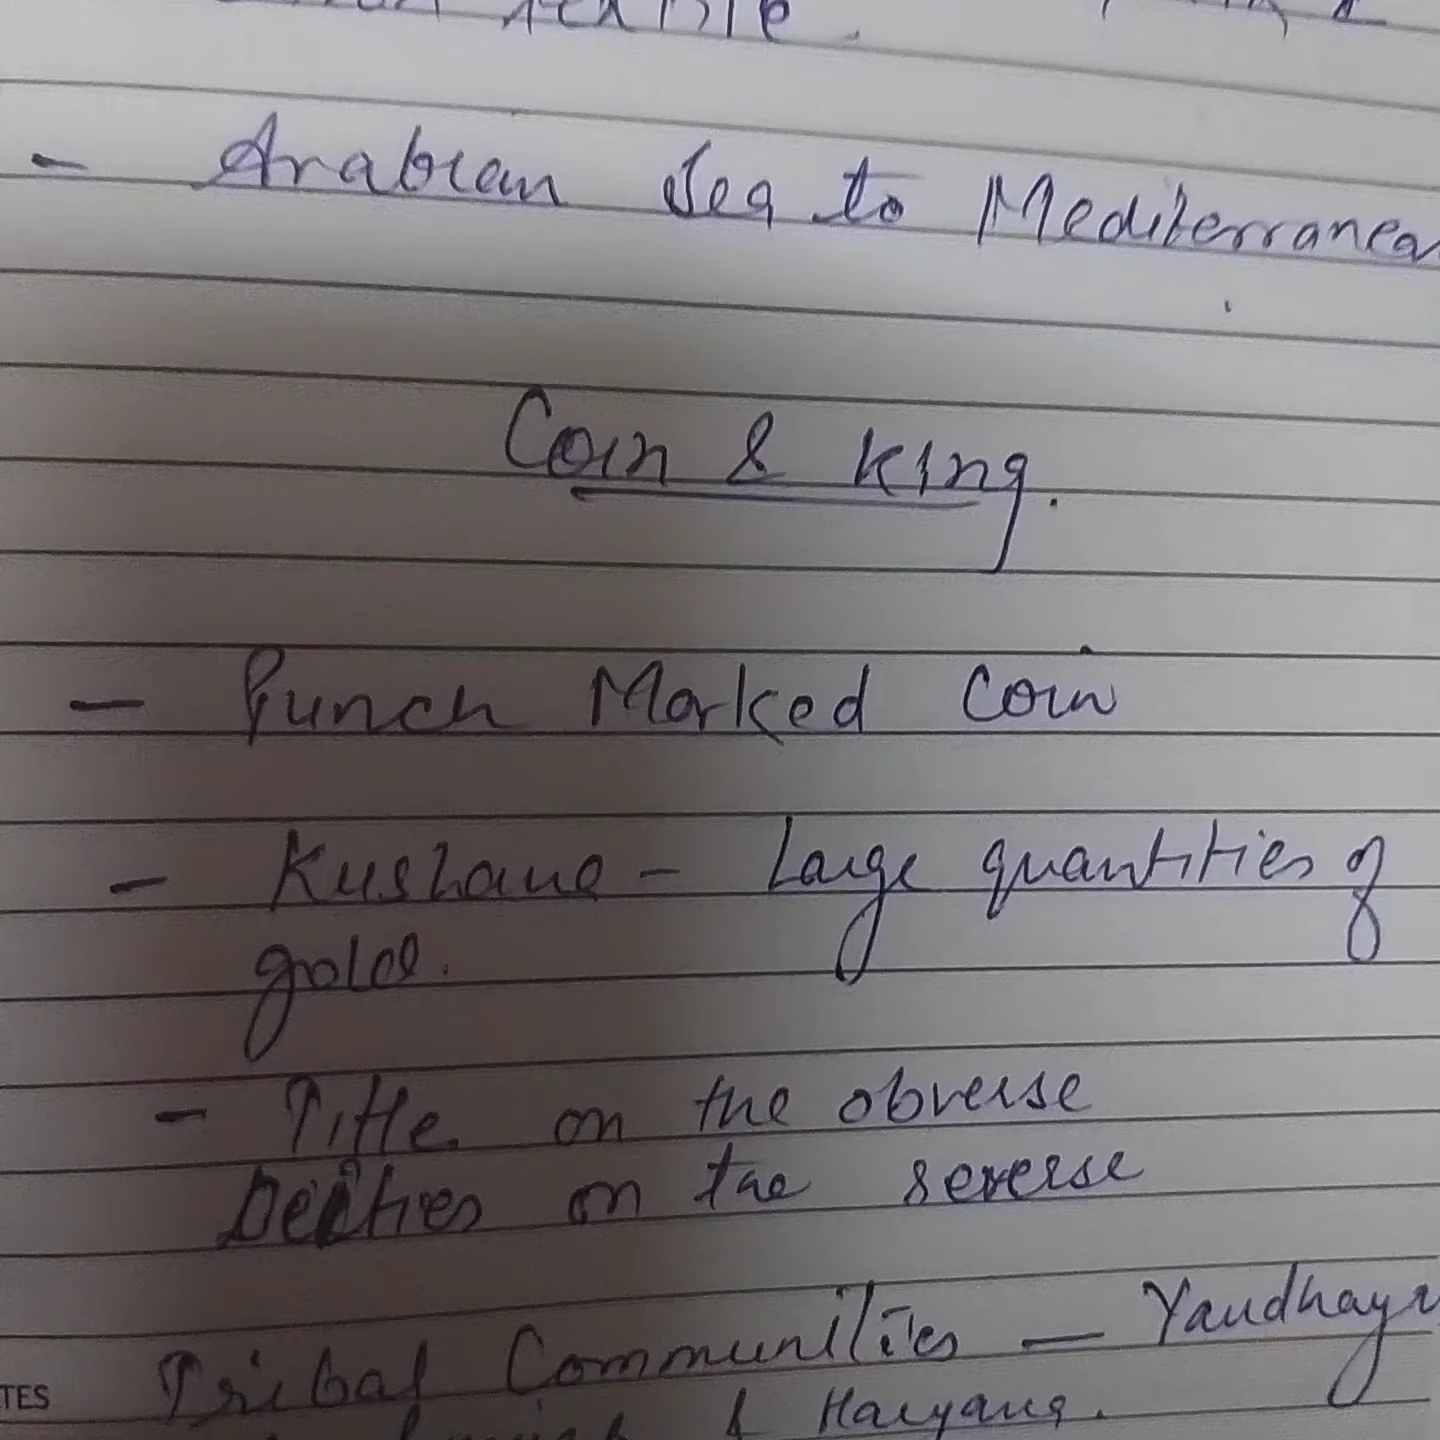 - Arabian Sea to Mediterranea
Coin & King.
- Punch Marked Coin
- Kushana - Large quantities of
gold.
- Title on the obverse
Deities on the reverse
Tribal Communities - Yaudhaya
& Haryana.
TES